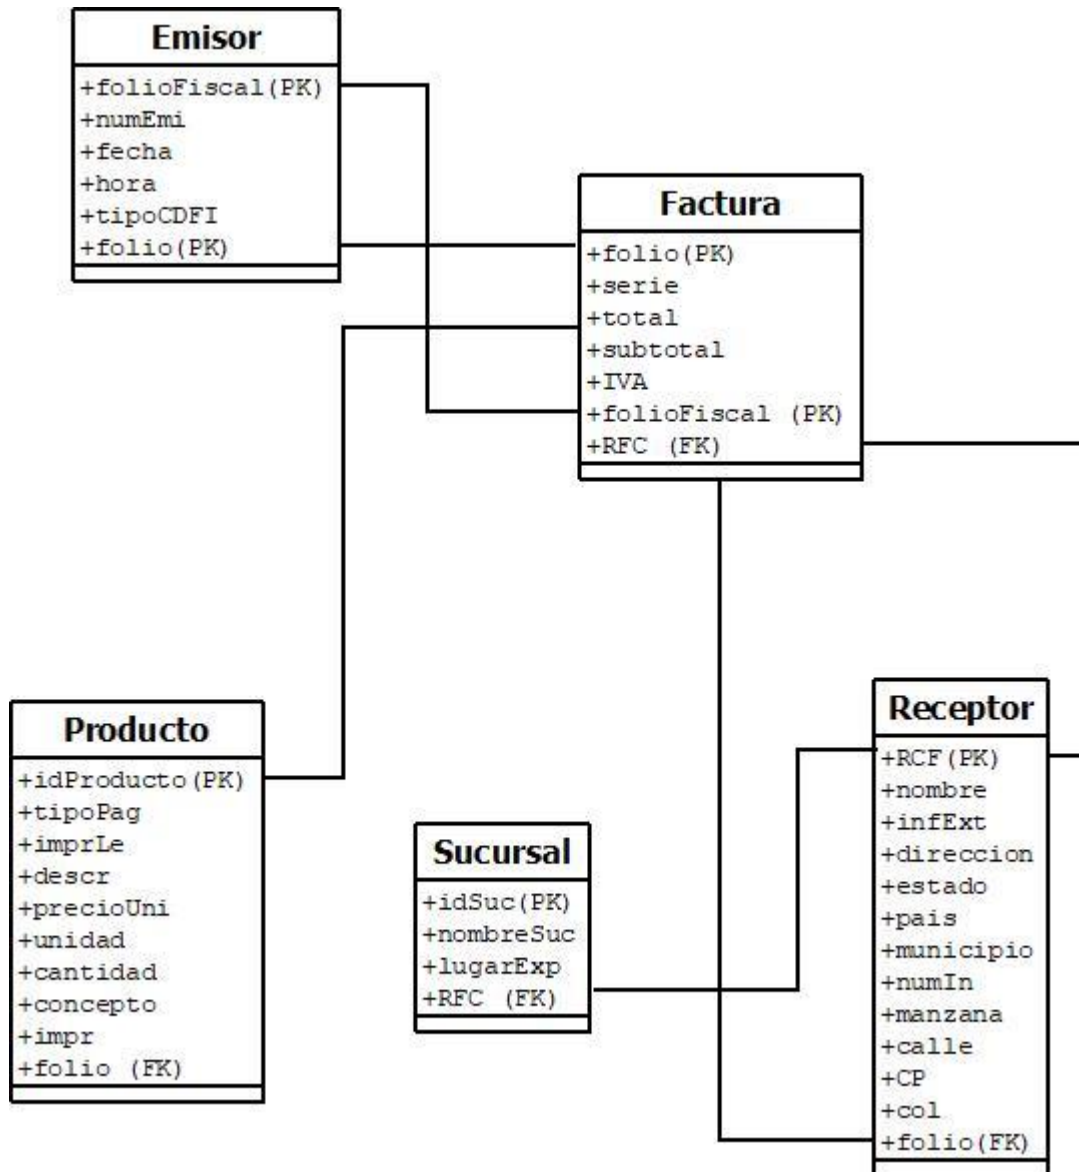 Emisor
+folioFiscal(PK)
+numEmi
+fecha
+hora
+tipoCDFI
+folio(PK)
Factura
+folio(PK)
+serie
+total
+subtotal
+IVA
+folioFiscal (PK)
+RFC (FK)
Producto
+idProducto(PK)
+tipoPag
+imprLe
+descr
+precioUni
+unidad
+cantidad
+concepto
+impr
+folio (FK)
Sucursal
+idSuc(PK)
+nombreSuc
+lugarExp
+RFC (FK)
Receptor
+RCF(PK)
+nombre
+infExt
+direccion
+estado
+pais
+municipio
+numIn
+manzana
+calle
+CP
+col
+folio(FK)